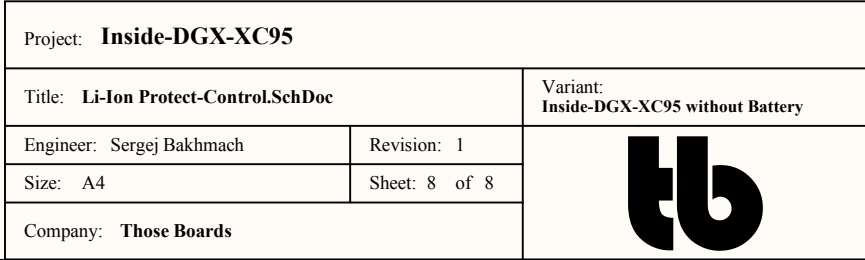 Project: Inside-DGX-XC95
Title: Li-Ion Protect-Control.SchDoc
Variant:
Inside-DGX-XC95 without Battery
Engineer: Sergej Bakhmach
Revision: 1
Size: A4
Sheet: 8 of 8
Company: Those Boards
tb